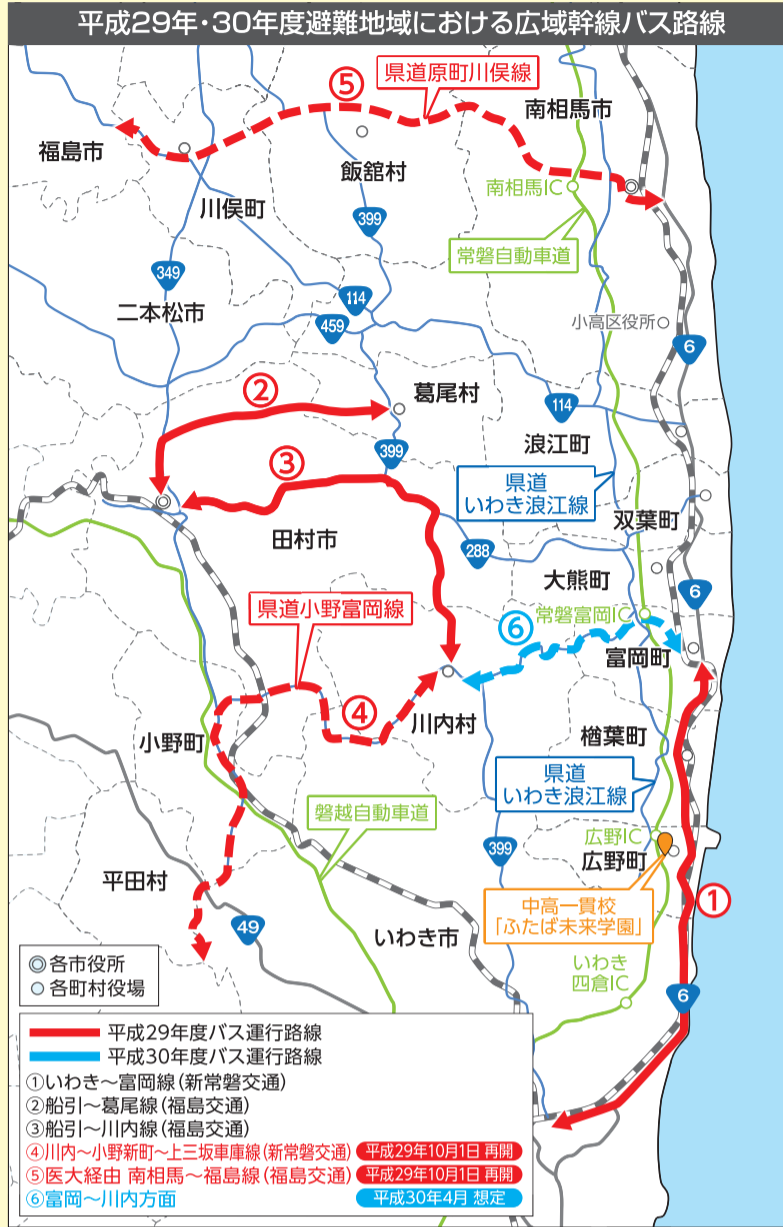 平成29年・30年度避難地域における広域幹線バス路線
⑤
県道原町川俣線
南相馬市
福島市
飯舘村
川俣町
399
南相馬IC
常磐自動車道
349
二本松市
114
459
小高区役所
6
②
葛尾村
114
浪江町
③
399
県道
いわき浪江線
双葉町
田村市
288
大熊町
6
県道小野富岡線
⑥
常磐富岡IC
富岡町
④
川内村
小野町
楢葉町
県道
いわき浪江線
磐越自動車道
399
広野IC
広野町
平田村
中高一貫校
「ふたば未来学園」
①
49
いわき市
いわき
四倉IC
6
◎各市役所
○各町村役場
平成29年度バス運行路線
平成30年度バス運行路線
①いわき〜富岡線(新常磐交通)
②船引〜葛尾線(福島交通)
③船引〜川内線(福島交通)
④川内〜小野新町〜上三坂車庫線(新常磐交通) 平成29年10月1日 再開
⑤医大経由 南相馬〜福島線(福島交通) 平成29年10月1日 再開
⑥富岡〜川内方面 平成30年4月 想定